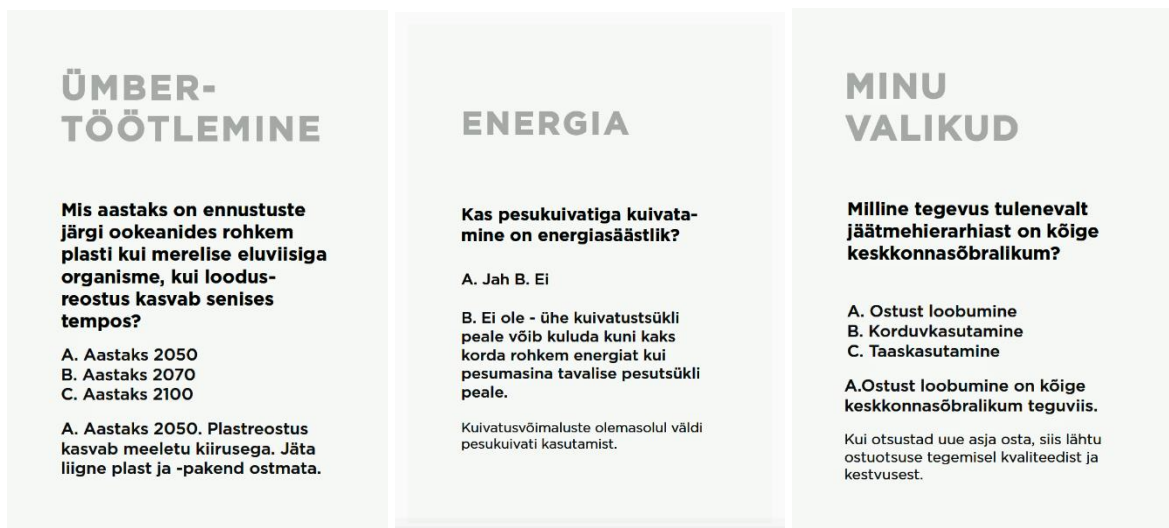 ÜMBER-
TÖÖTLEMINE
Mis aastaks on ennustuste
järgi ookeanides rohkem
plasti kui merelise eluviisiga
organisme, kui loodus-
reostus kasvab senises
tempos?
A. Aastaks 2050
B. Aastaks 2070
C. Aastaks 2100
A. Aastaks 2050. Plastreostus
kasvab meeletu kiirusega. Jäta
liigne plast ja -pakend ostmata.
ENERGIA
Kas pesukuivatiga kuivata-
mine on energiasäästlik?
A. Jah B. Ei
B. Ei ole - ühe kuivatustsükli
peale võib kuluda kuni kaks
korda rohkem energiat kui
pesumasina tavalise pesutsükli
peale.
Kuivatusvõimaluste olemasolul väldi
pesukuivati kasutamist.
MINU
VALIKUD
Milline tegevus tulenevalt
jäätmehierarhiast on kõige
keskkonnasõbralikum?
A. Ostust loobumine
B. Korduvkasutamine
C. Taaskasutamine
A.Ostust loobumine on kõige
keskkonnasõbralikum teguviis.
Kui otsustad uue asja osta, siis lähtu
ostuotsuse tegemisel kvaliteedist ja
kestvusest.